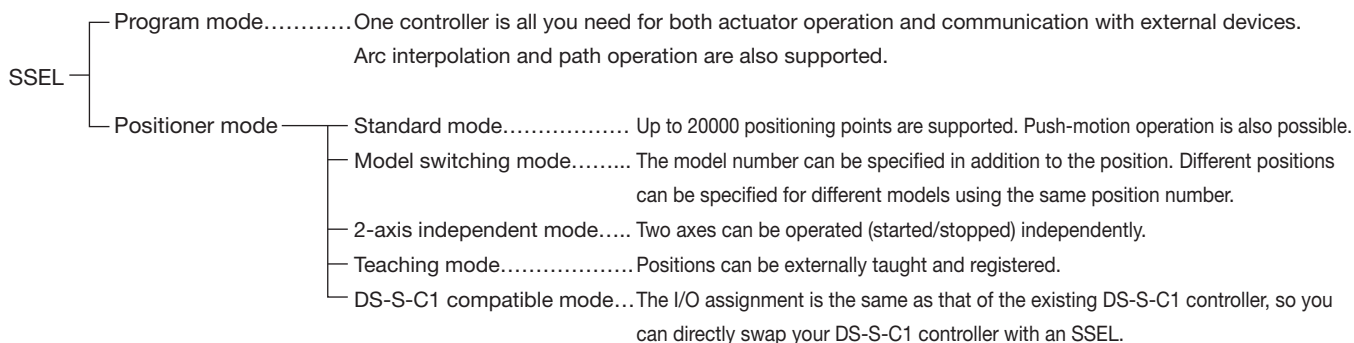 Program mode…………One controller is all you need for both actuator operation and communication with external devices.
Arc interpolation and path operation are also supported.
SSEL
Positioner mode
Standard mode……………… Up to 20000 positioning points are supported. Push-motion operation is also possible.
Model switching mode……... The model number can be specified in addition to the position. Different positions
can be specified for different models using the same position number.
2-axis independent mode….. Two axes can be operated (started/stopped) independently.
Teaching mode………………Positions can be externally taught and registered.
DS-S-C1 compatible mode…The I/O assignment is the same as that of the existing DS-S-C1 controller, so you
can directly swap your DS-S-C1 controller with an SSEL.